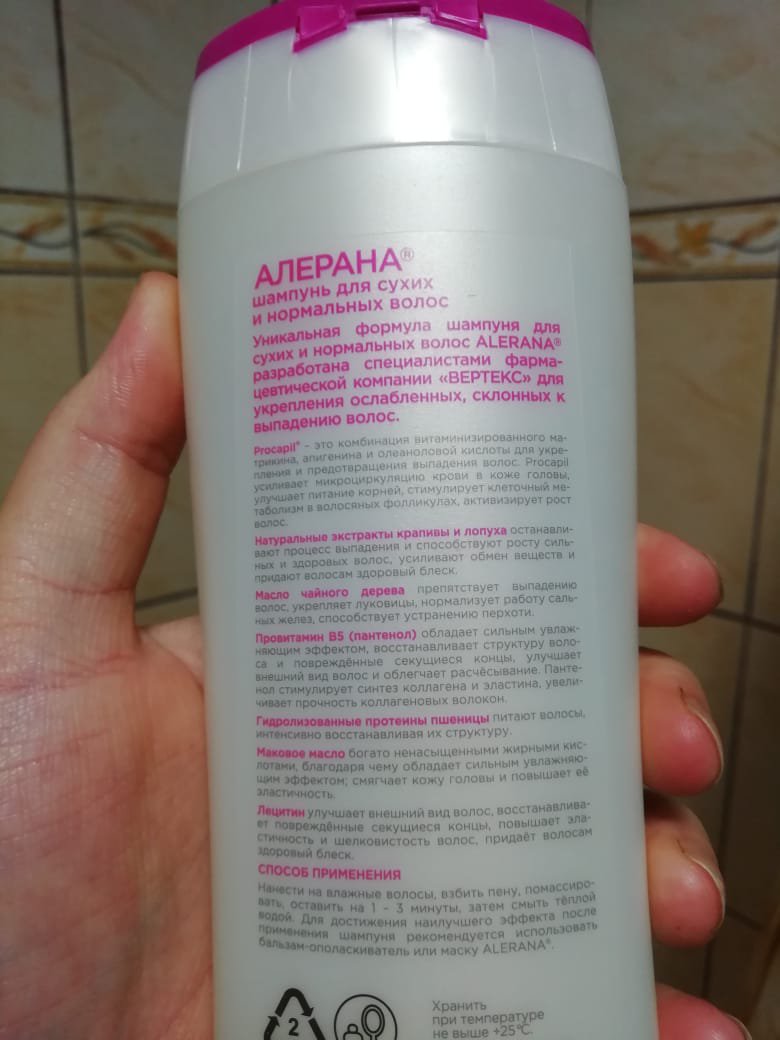 АЛЕРАНА®
шампунь для сухих
и нормальных волос
Уникальная формула шампуня для
сухих и нормальных волос ALERANA®
разработана специалистами фарма-
цевтической компании «ВЕРТЕКС» для
укрепления ослабленных, склонных к
выпадению волос.
Procapil® – это комбинация витаминизированного ма-
трикина, апигенина и олеаноловой кислоты для укре-
пления и предотвращения выпадения волос. Procapil
усиливает микроциркуляцию крови в коже головы,
улучшает питание корней, стимулирует клеточный ме-
таболизм в волосяных фолликулах, активизирует рост
волос.
Натуральные экстракты крапивы и лопуха останавли-
вают процесс выпадения и способствуют росту силь-
ных и здоровых волос, усиливают обмен веществ и
придают волосам здоровый блеск.
Масло чайного дерева препятствует выпадению
волос, укрепляет луковицы, нормализует работу саль-
ных желез, способствует устранению перхоти.
Провитамин В5 (пантенол) обладает сильным увлаж-
няющим эффектом, восстанавливает структуру воло-
са и повреждённые секущиеся концы, улучшает
внешний вид волос и облегчает расчёсывание. Панте-
нол стимулирует синтез коллагена и эластина, увели-
чивает прочность коллагеновых волокон.
Гидролизованные протеины пшеницы питают волосы,
интенсивно восстанавливая их структуру.
Маковое масло богато ненасыщенными жирными кис-
лотами, благодаря чему обладает сильным увлажняю-
щим эффектом; смягчает кожу головы и повышает её
эластичность.
Лецитин улучшает внешний вид волос, восстанавлива-
ет повреждённые секущиеся концы, повышает эла-
стичность и шелковистость волос, придаёт волосам
здоровый блеск.
СПОСОБ ПРИМЕНЕНИЯ
Нанести на влажные волосы, взбить пену, помассиро-
вать, оставить на 1 – 3 минуты, затем смыть тёплой
водой. Для достижения наилучшего эффекта после
применения шампуня рекомендуется использовать
бальзам-ополаскиватель или маску ALERANA®.
2
Хранить
при температуре
не выше +25°С.